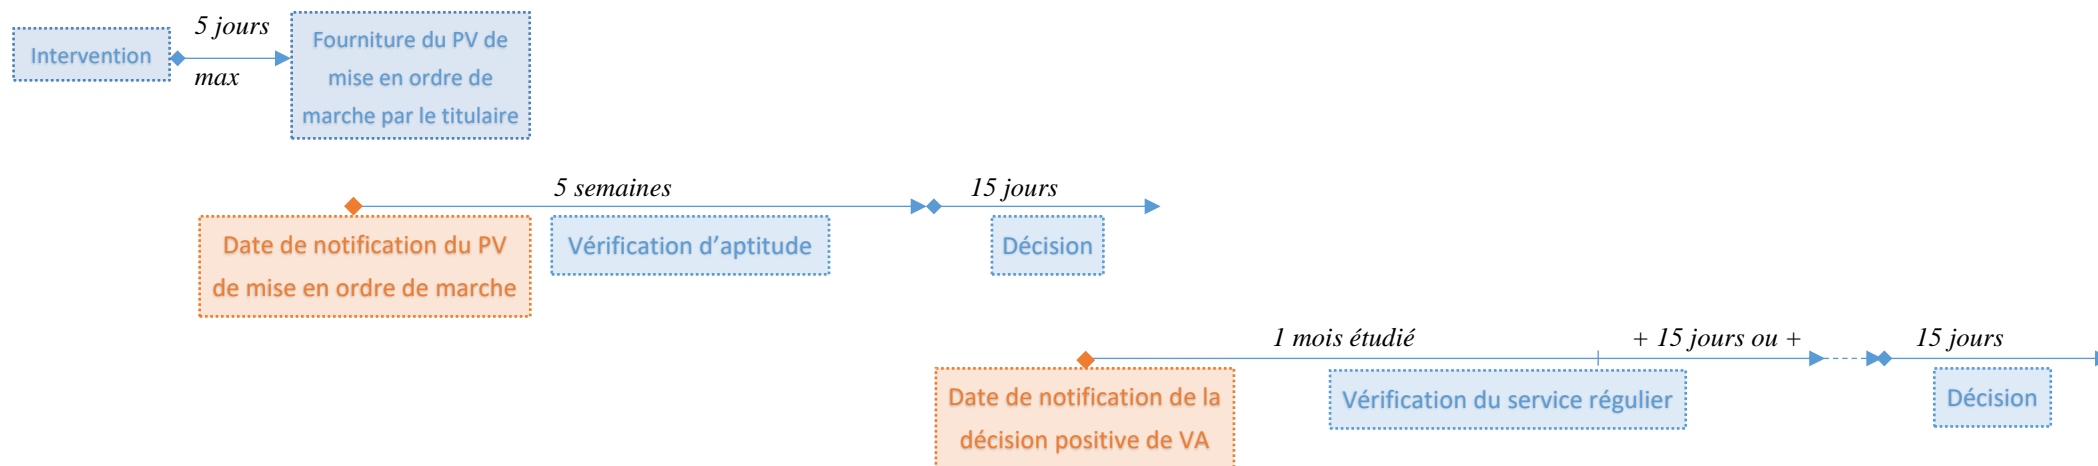 Intervention
5 jours
max
Fourniture du PV de
mise en ordre de
marche par le titulaire
5 semaines
15 jours
Date de notification du PV
de mise en ordre de marche
Vérification d’aptitude
Décision
1 mois étudié
+ 15 jours ou +
15 jours
Date de notification de la
décision positive de VA
Vérification du service régulier
Décision